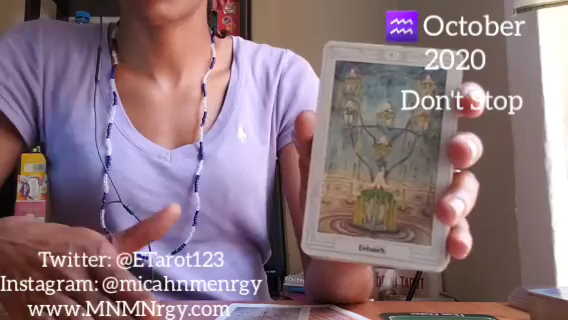 ♒ October
2020
Don't Stop
Debauch
Twitter: @ETarot123
Instagram: @micahnmenrgy
www.MNMNrgy.com